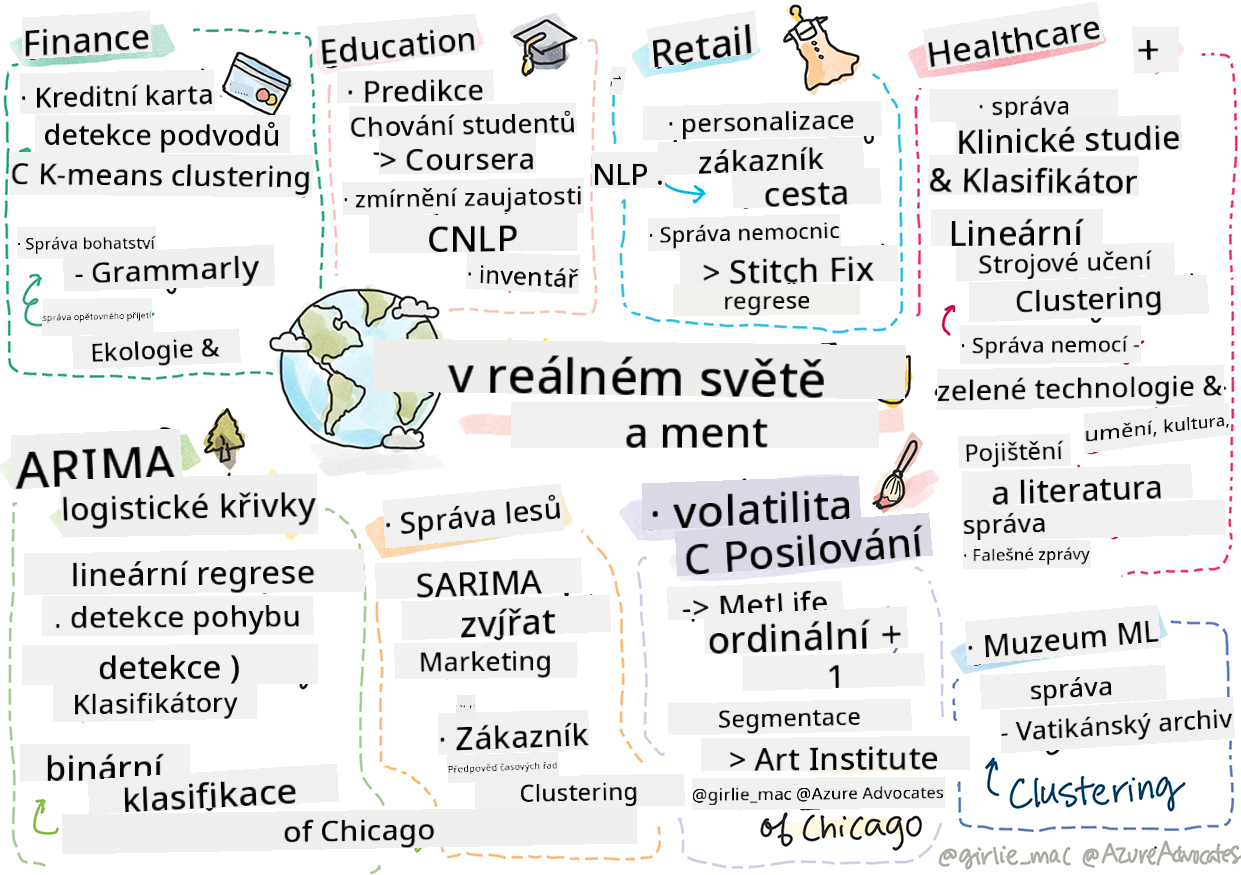 Finance
· Kreditní karta
detekce podvodů
C K-means clustering
· Správa bohatství
- Grammarly
správa opětovného přijetí
Ekologie &
Education
· Predikce
Chování studentů
> Coursera
· zmírnění zaujatosti
CNLP
· inventář
Retail
· personalizace
zákazník
NLP .
cesta
· Správa nemocnic
> Stitch Fix
regrese
Healthcare +
· správa
Klinické studie
& Klasifikátor
Lineární
Strojové učení
Clustering
· Správa nemocí -
zelené technologie &
umění, kultura,
Pojištění
a literatura
správa
· Falešné zprávy
v reálném světě
a ment
ARIMA
logistické křivky
lineární regrese
. detekce pohybu
detekce )
Klasifikátory
binární
klasifikace
of Chicago
· Správa lesů
SARIMA
zvířat
Marketing
· Zákazník
Předpověď časových řad
Clustering
· volatilita
C Posilování
-> MetLife
ordinální +
1
Segmentace
> Art Institute
@girlie_mac @Azure Advocates
of Chicago
· Muzeum ML
správa
- Vatikánský archiv
Clustering
@girlie_mac @AzureAdvocates